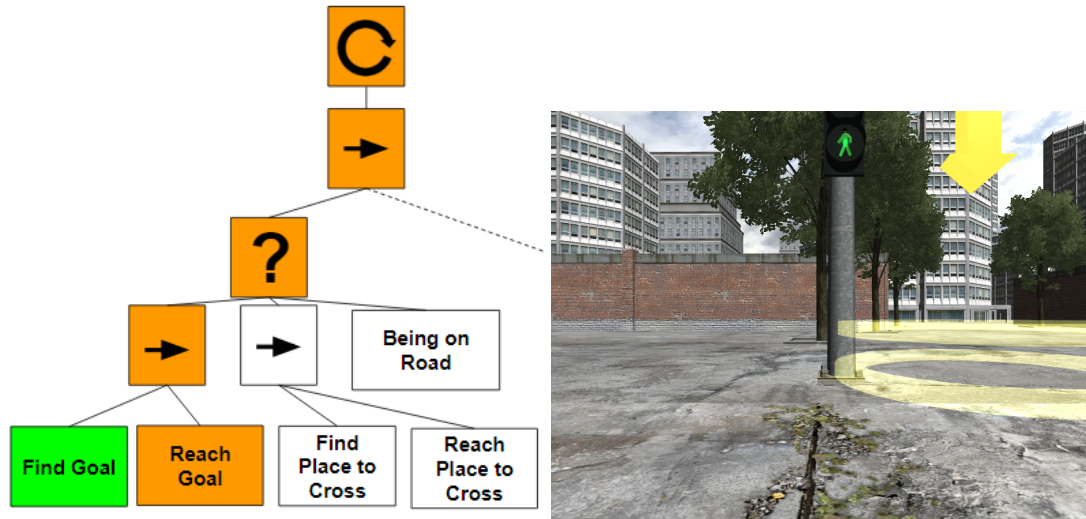 ?
Being on
Road
Find Goal
Reach
Goal
Find
Place to
Cross
Reach
Place to
Cross